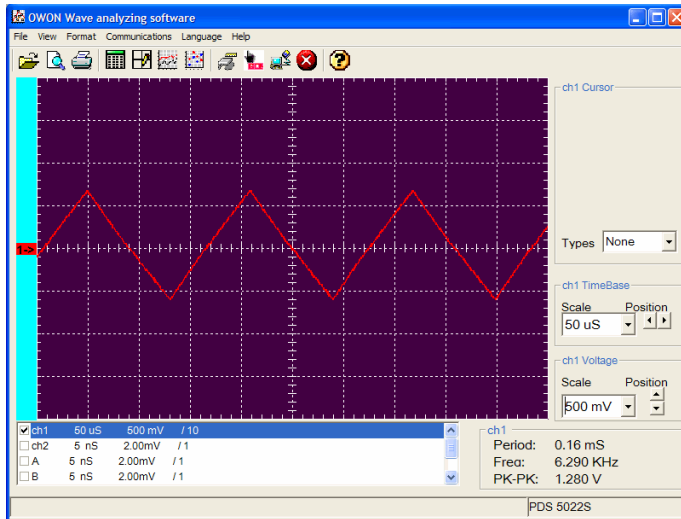 OWON Wave analyzing software
File View Format Communications Language Help
ch1 Cursor
1->
Types None
ch1 TimeBase
Scale Position
50 uS
ch1 Voltage
Scale Position
500 mV
ch1 50 uS 500 mV / 10
ch2 5 nS 2.00mV / 1
A 5 nS 2.00mV / 1
B 5 nS 2.00mV / 1
ch1
Period: 0.16 mS
Freq: 6.290 KHz
PK-PK: 1.280 V
PDS 5022S